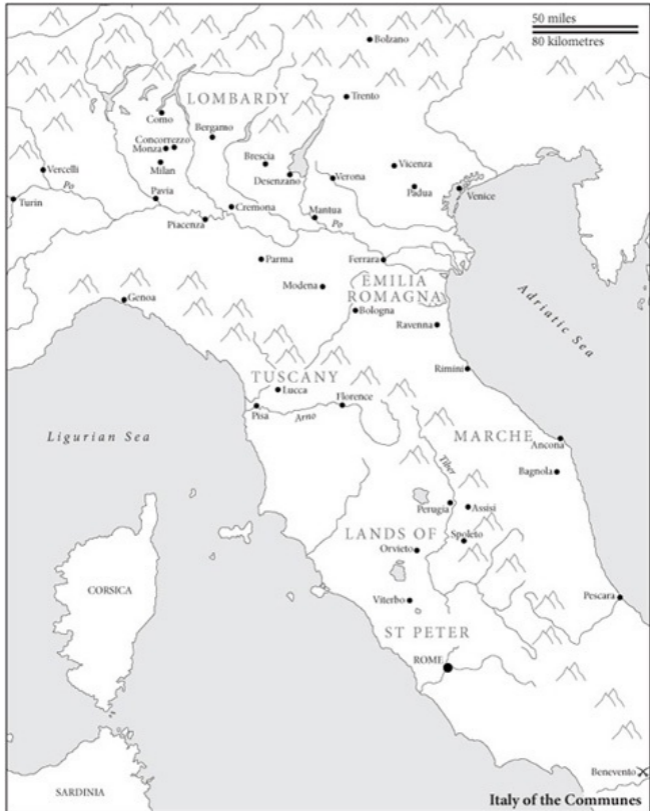 50 miles
80 kilometres
Bolzano
Trento
LOMBARDY
Como
Concorrezzo
Monza
Bergamo
Milan
Brescia
Desenzano
Verona
Vicenza
Padua
Venice
Vercelli
Po
Turin
Pavia
Piacenza
Cremona
Mantua
Po
Parma
Ferrara
Modena
EMILIA
ROMAGNA
Bologna
Ravenna
Genoa
Adriatic Sea
Rimini
TUSCANY
Lucca
Pisa
Arno
Florence
Ligurian Sea
MARCHE
Ancona
Bagnola
Tiber
Perugia
Assisi
LANDS OF
Orvieto
Spoleto
CORSICA
Viterbo
Pescara
ST PETER
ROME
Benevento
SARDINIA
Italy of the Communes